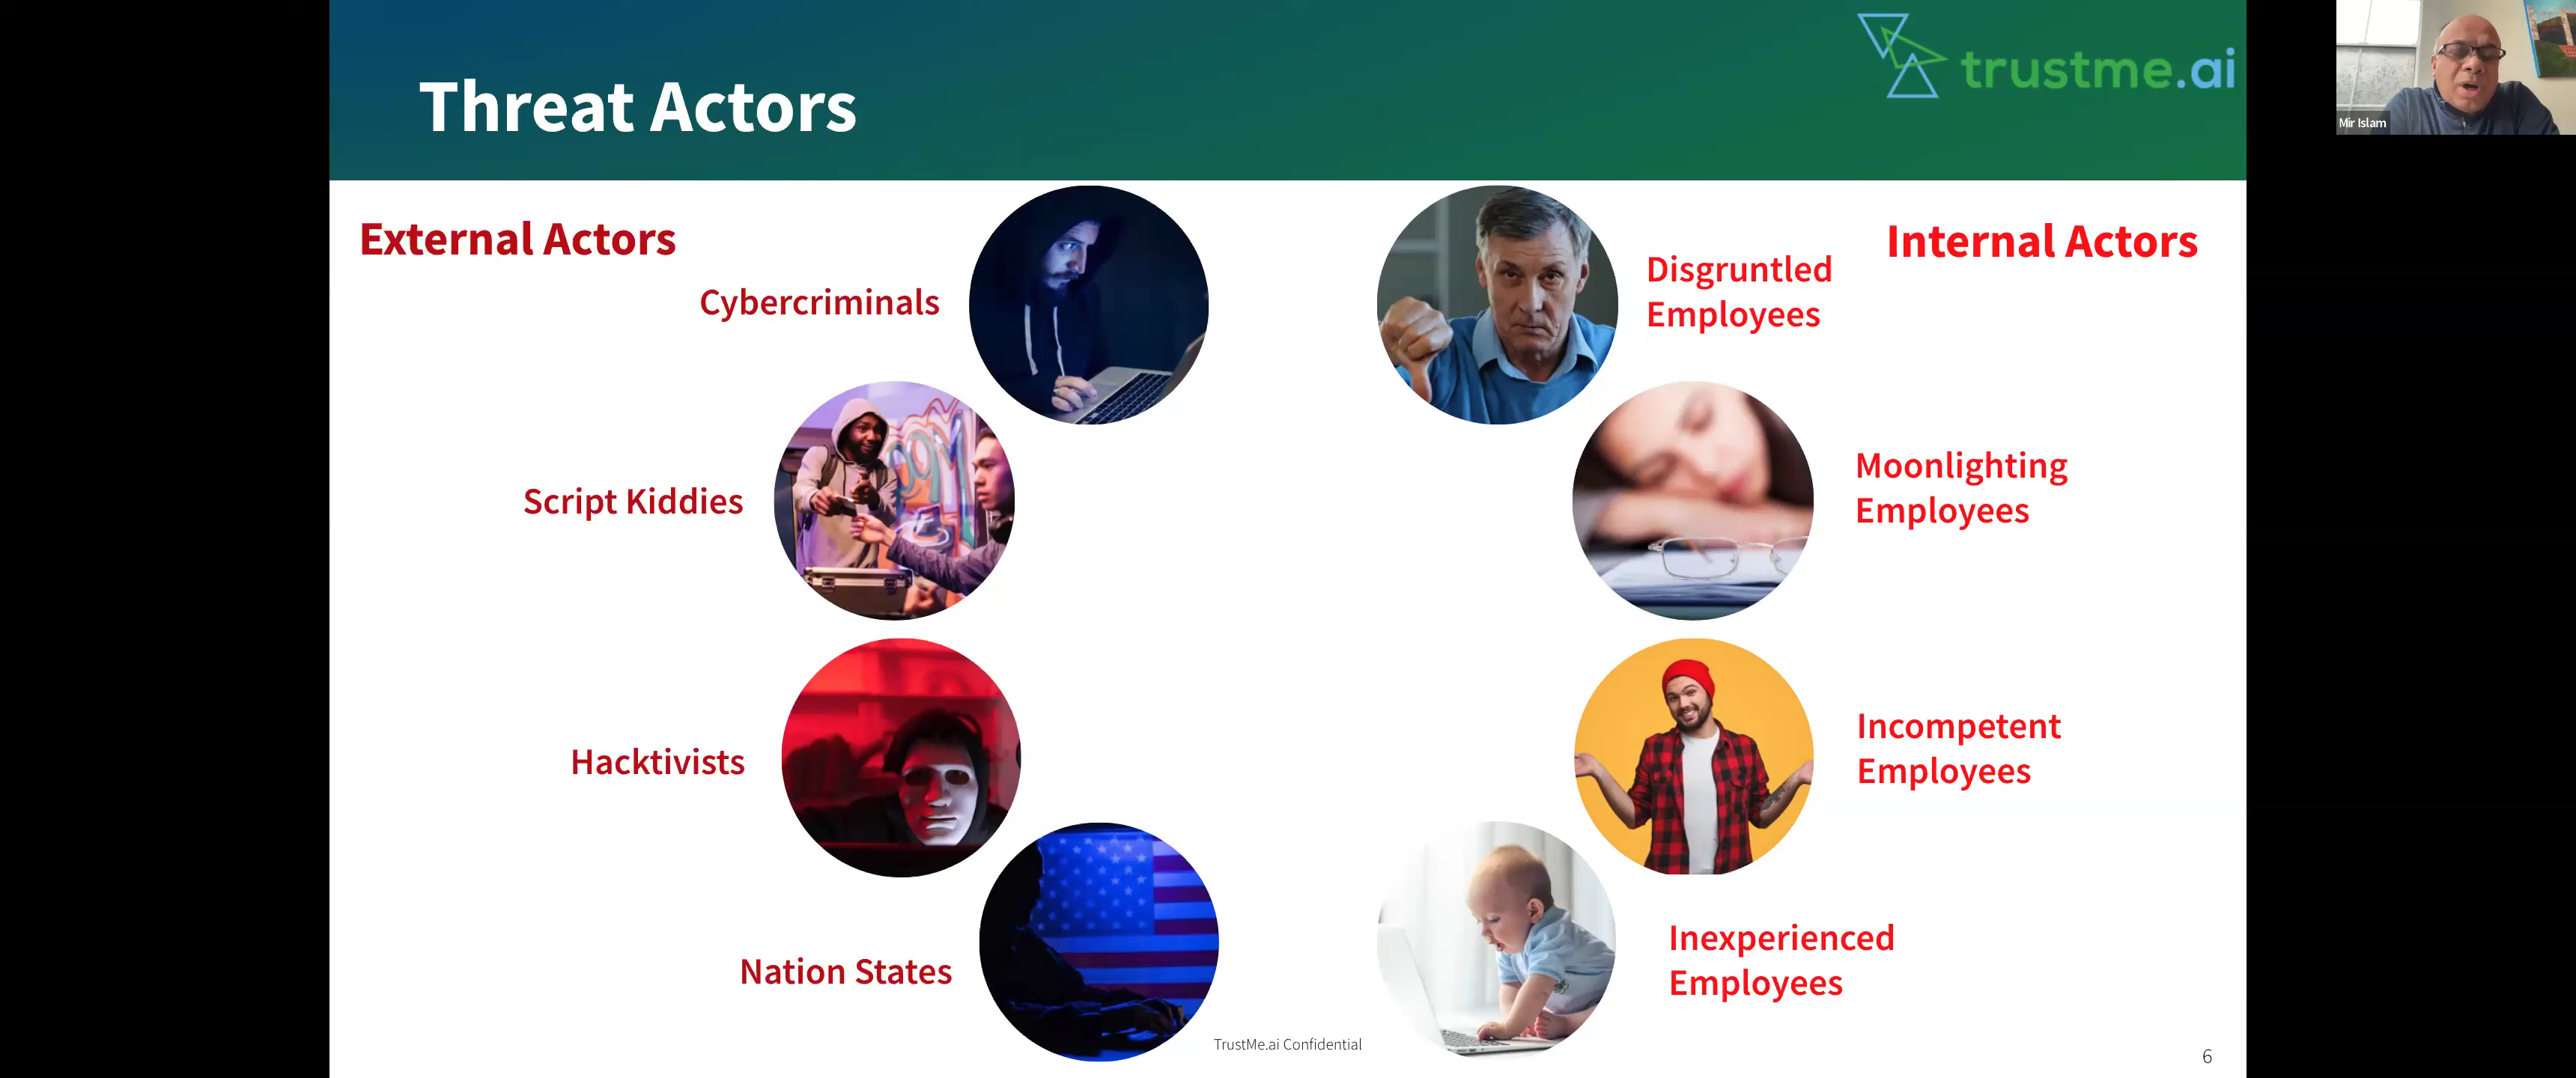 Threat Actors
trustme.ai
Mir Islam
External Actors
Cybercriminals
Script Kiddies
Hacktivists
Nation States
Internal Actors
Disgruntled
Employees
Moonlighting
Employees
Incompetent
Employees
Inexperienced
Employees
TrustMe.ai Confidential
6